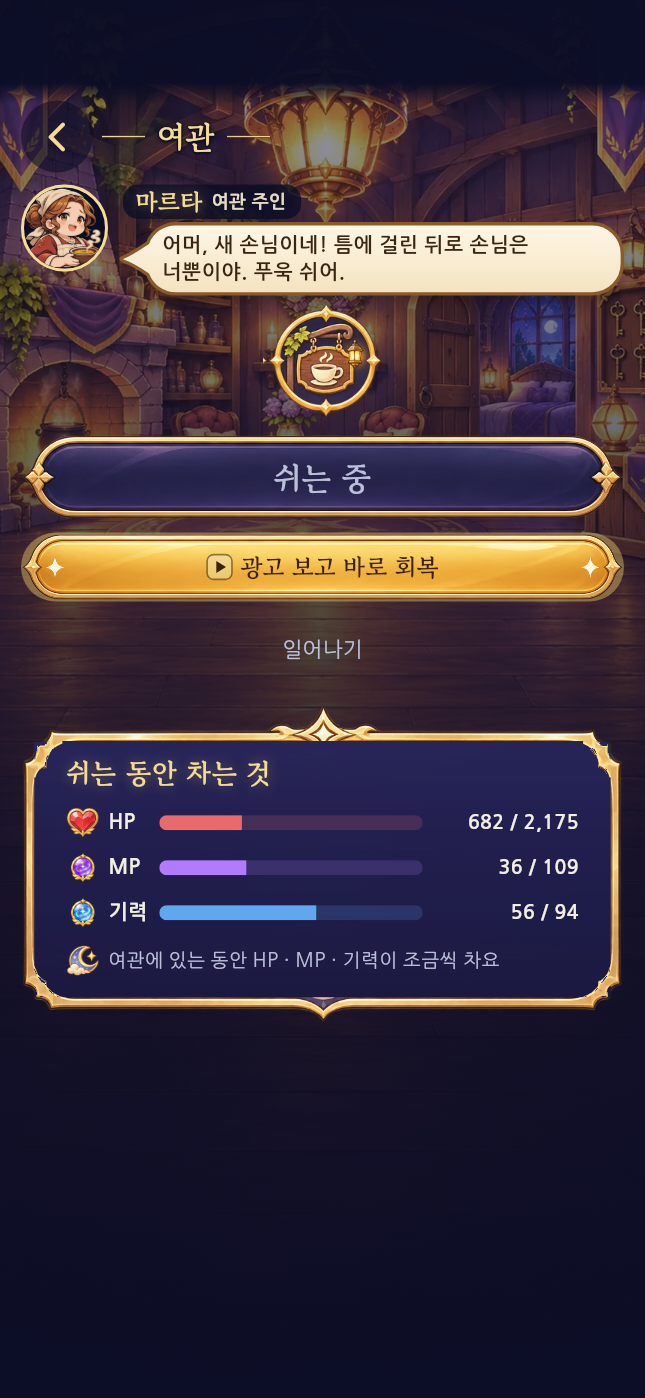 여관
마르타 여관 주인
어머, 새 손님이네! 틈에 걸린 뒤로 손님은
너뿐이야. 푸욱 쉬어.
쉬는 중
광고 보고 바로 회복
일어나기
쉬는 동안 차는 것
HP 682 / 2,175
MP 36 / 109
기력 56 / 94
여관에 있는 동안 HP · MP · 기력이 조금씩 차요